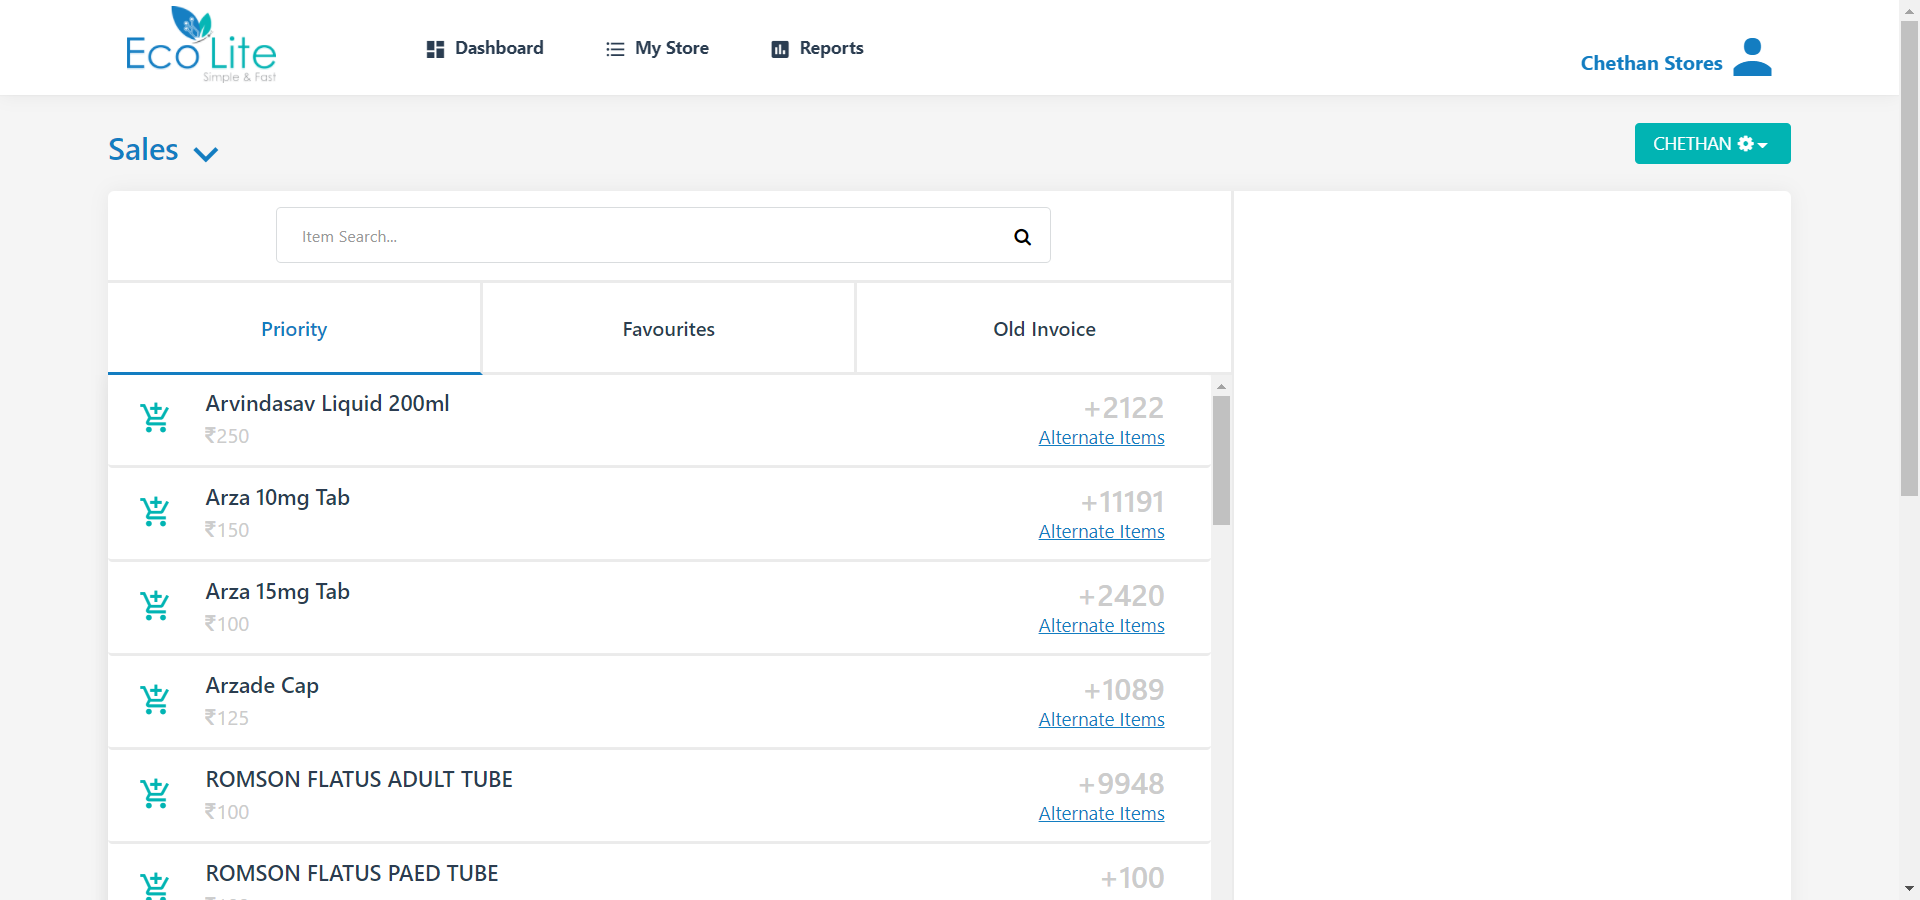 Eco Lite
Simple & Fast
Dashboard
My Store
Reports
Chethan Stores
Sales
CHETHAN
Item Search...
Priority
Favourites
Old Invoice
Arvindasav Liquid 200ml
+2122
₹250
Alternate Items
Arza 10mg Tab
+11191
₹150
Alternate Items
Arza 15mg Tab
+2420
₹100
Alternate Items
Arzade Cap
+1089
₹125
Alternate Items
ROMSON FLATUS ADULT TUBE
+9948
₹100
Alternate Items
ROMSON FLATUS PAED TUBE
+100